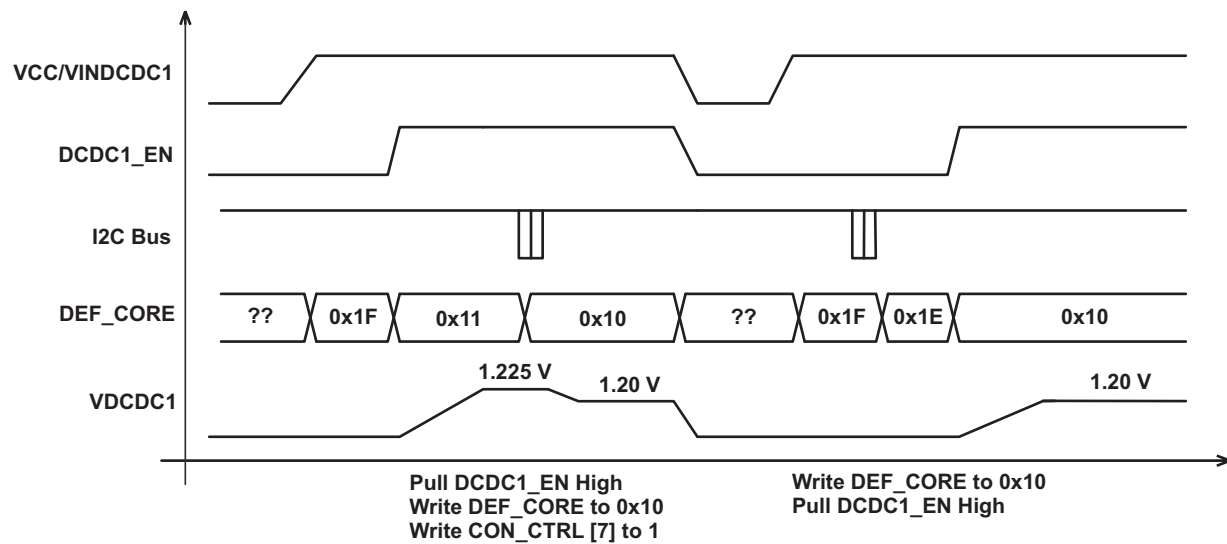 VCC/VINDCDC1
DCDC1_EN
I2C Bus
DEF_CORE
?? 0x1F 0x11 0x10 ?? 0x1F 0x1E 0x10
1.225 V
1.20 V
1.20 V
VDCDC1
Pull DCDC1_EN High
Write DEF_CORE to 0x10
Write CON_CTRL [7] to 1
Write DEF_CORE to 0x10
Pull DCDC1_EN High